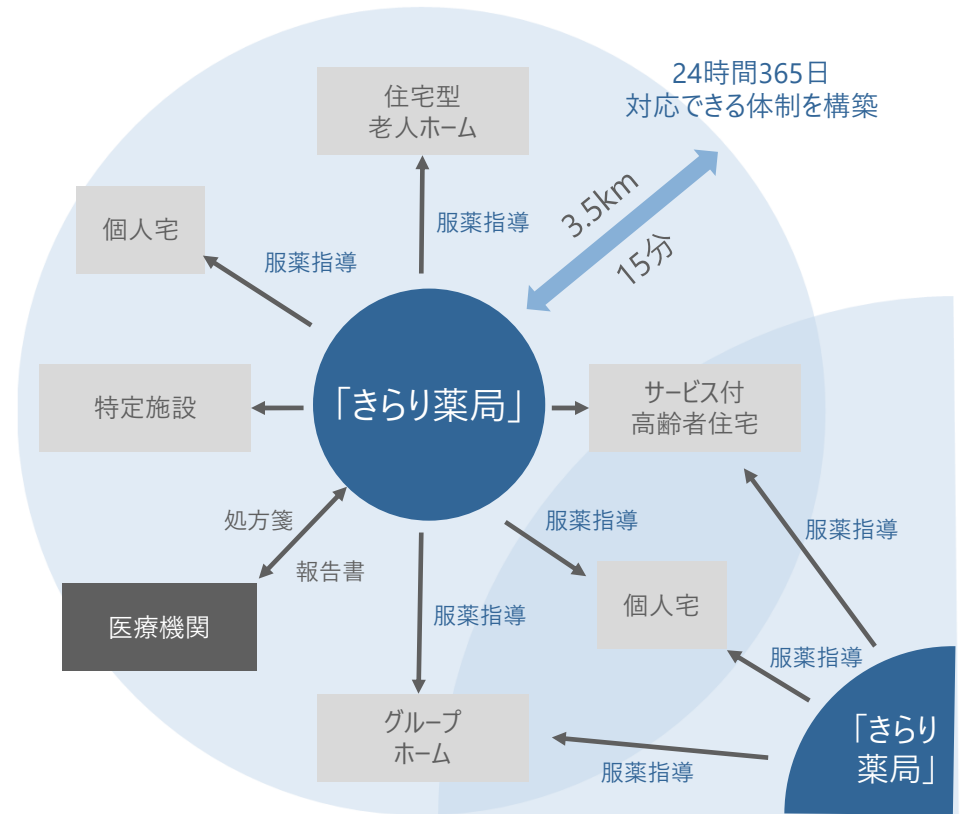 24時間365日
対応できる体制を構築
住宅型
老人ホーム
個人宅
服薬指導
服薬指導
3.5km
15分
特定施設
「きらり薬局」
サービス付
高齢者住宅
処方箋
報告書
服薬指導
服薬指導
医療機関
服薬指導
個人宅
服薬指導
グループ
ホーム
服薬指導
「きらり
薬局」